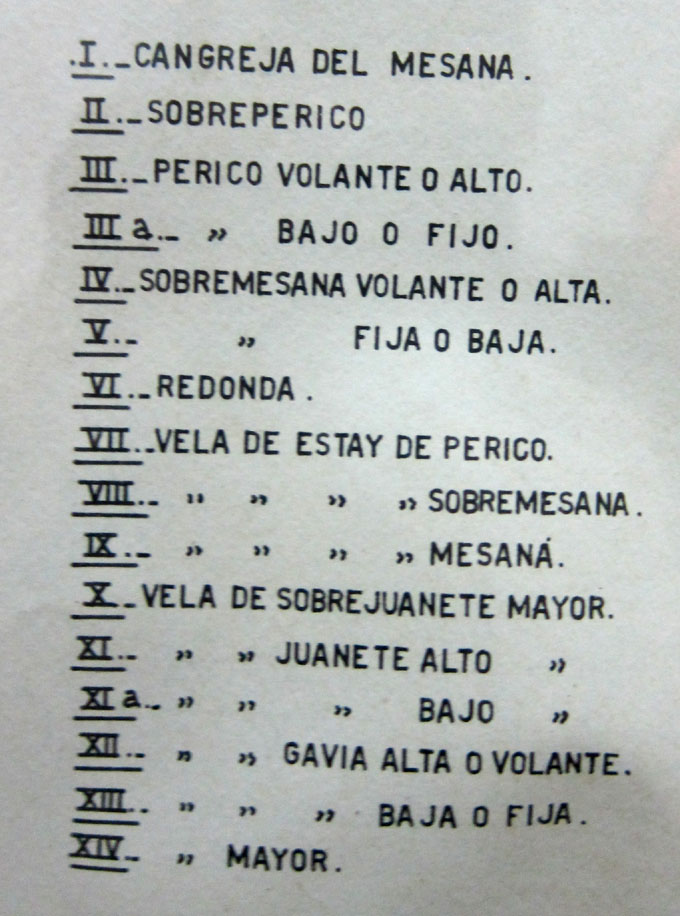 .I._CANGREJA DEL MESANA.
II._SOBREPERICO
III._PERICO VOLANTE O ALTO.
III a._ „ BAJO O FIJO.
IV._SOBREMESANA VOLANTE O ALTA.
V._ „ FIJA O BAJA.
VI._REDONDA.
VII._VELA DE ESTAY DE PERICO.
VIII._ „ „ „ „ SOBREMESANA.
IX._ „ „ „ „ MESANÁ.
X._VELA DE SOBREJUANETE MAYOR.
XI._ „ „ JUANETE ALTO „
XI a._ „ „ „ BAJO „
XII._ „ „ GAVIA ALTA O VOLANTE.
XIII._ „ „ „ BAJA O FIJA.
XIV._ „ MAYOR.